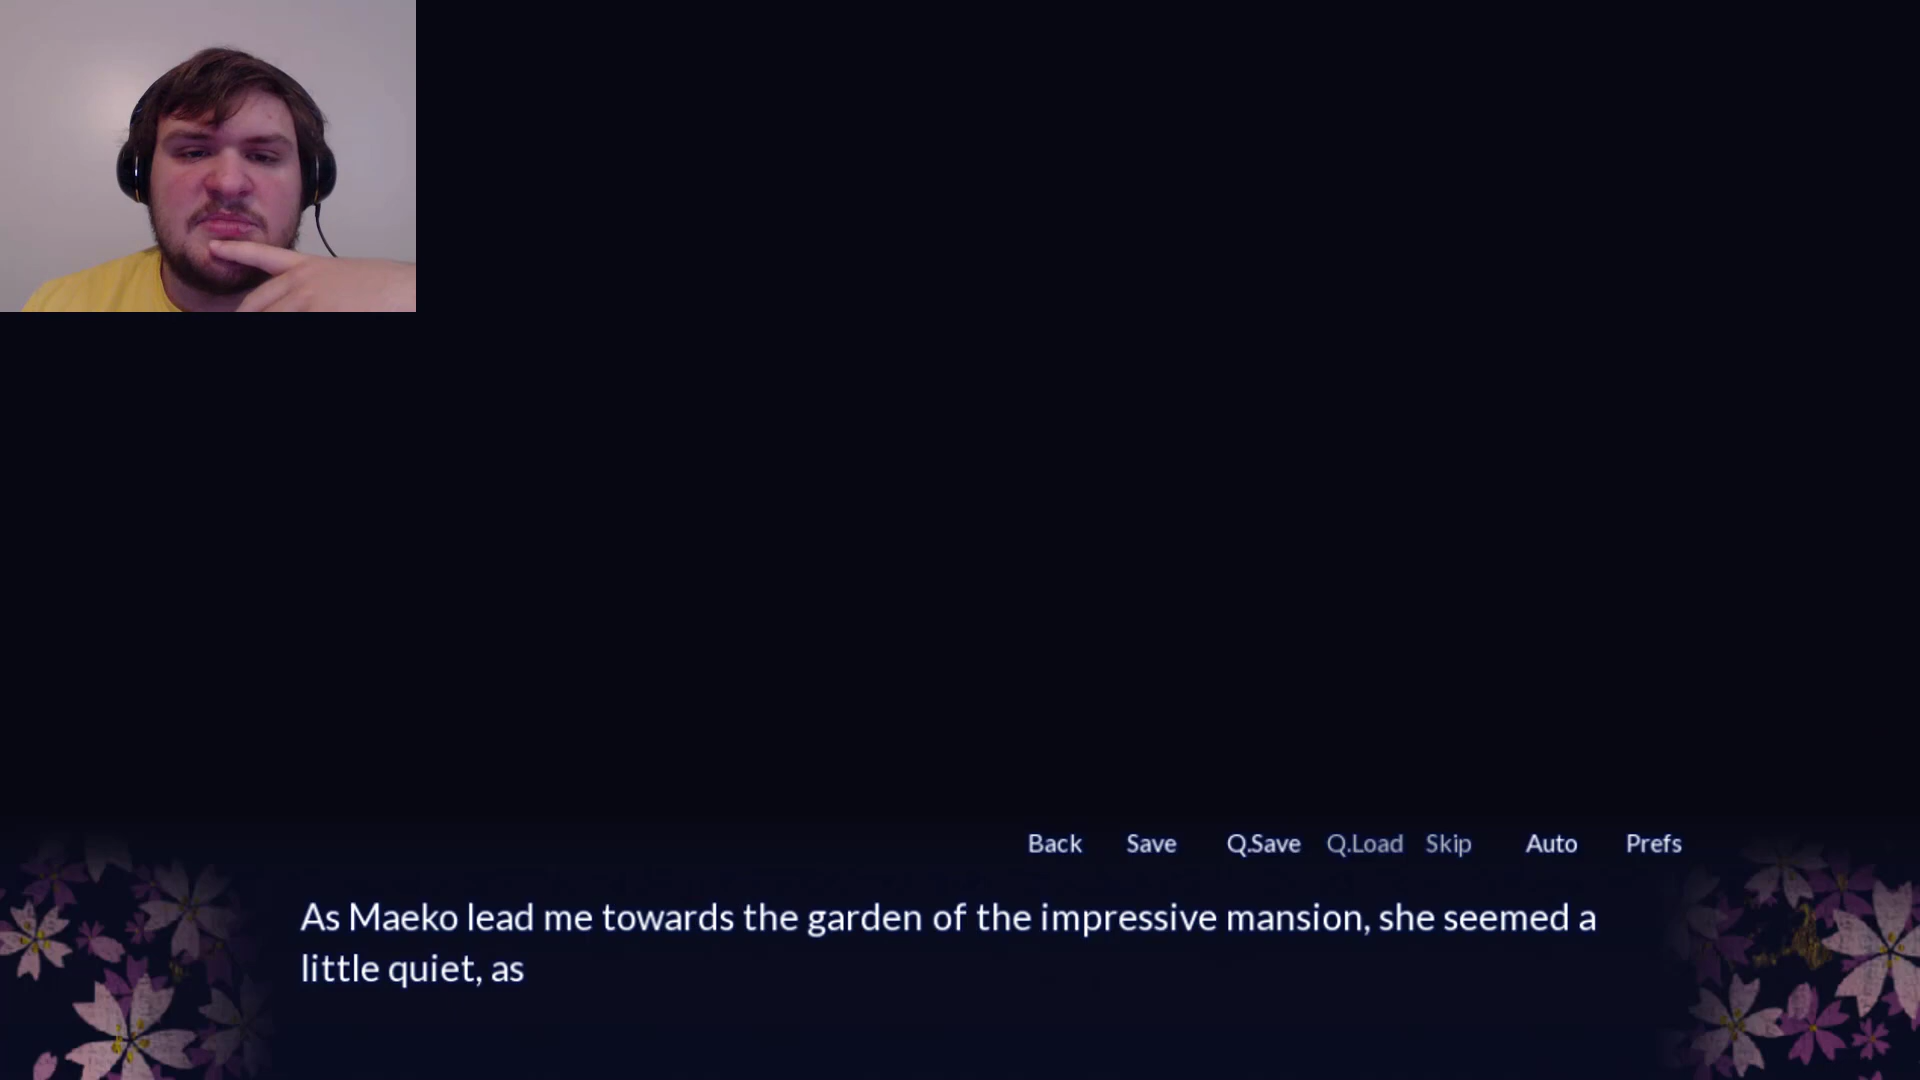 Back Save Q.Save Q.Load Skip Auto Prefs
As Maeko lead me towards the garden of the impressive mansion, she seemed a
little quiet, as